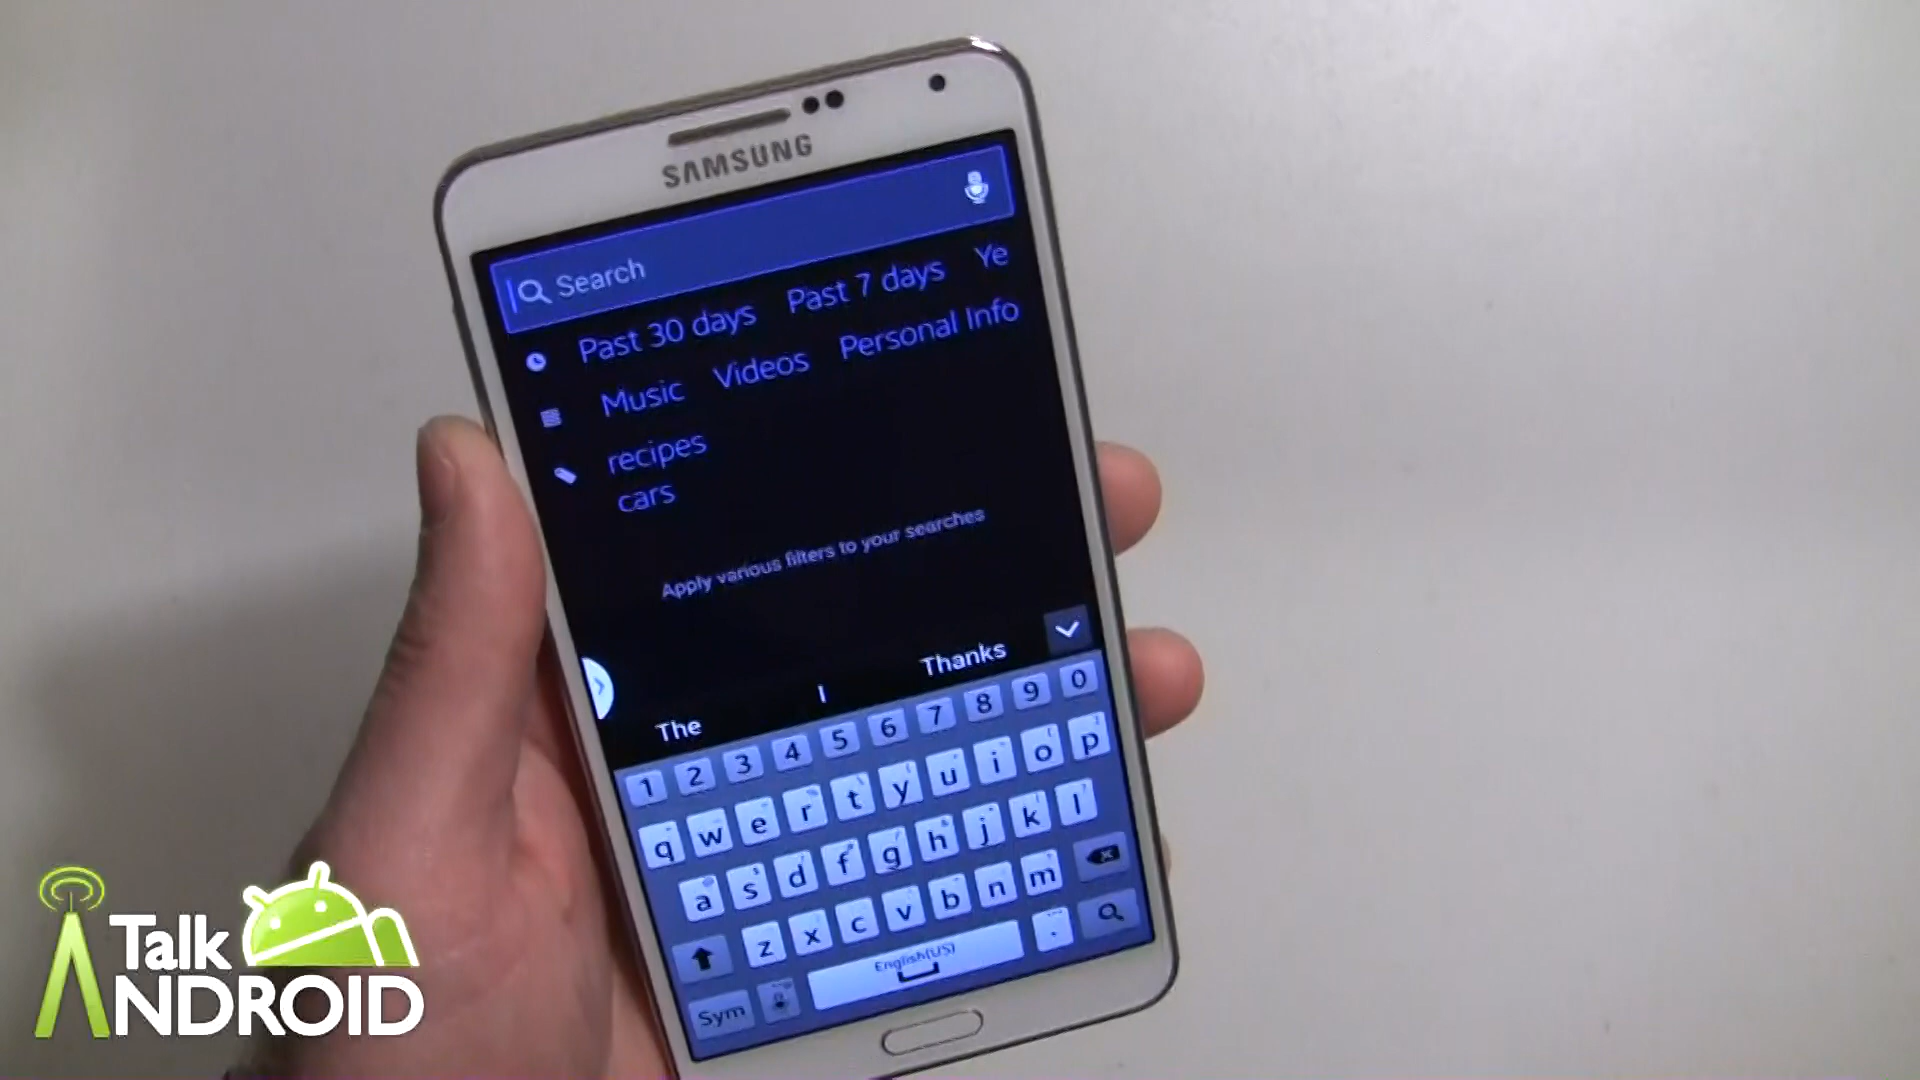 SAMSUNG
Search
Past 30 days Past 7 days Ye
Music Videos Personal Info
recipes
cars
Apply various filters to your searches
The i Thanks
1 2 3 4 5 6 7 8 9 0
q w e r t y u i o p
a s d f g h j k l
z x c v b n m
Sym English(US) .
Talk
ANDROID